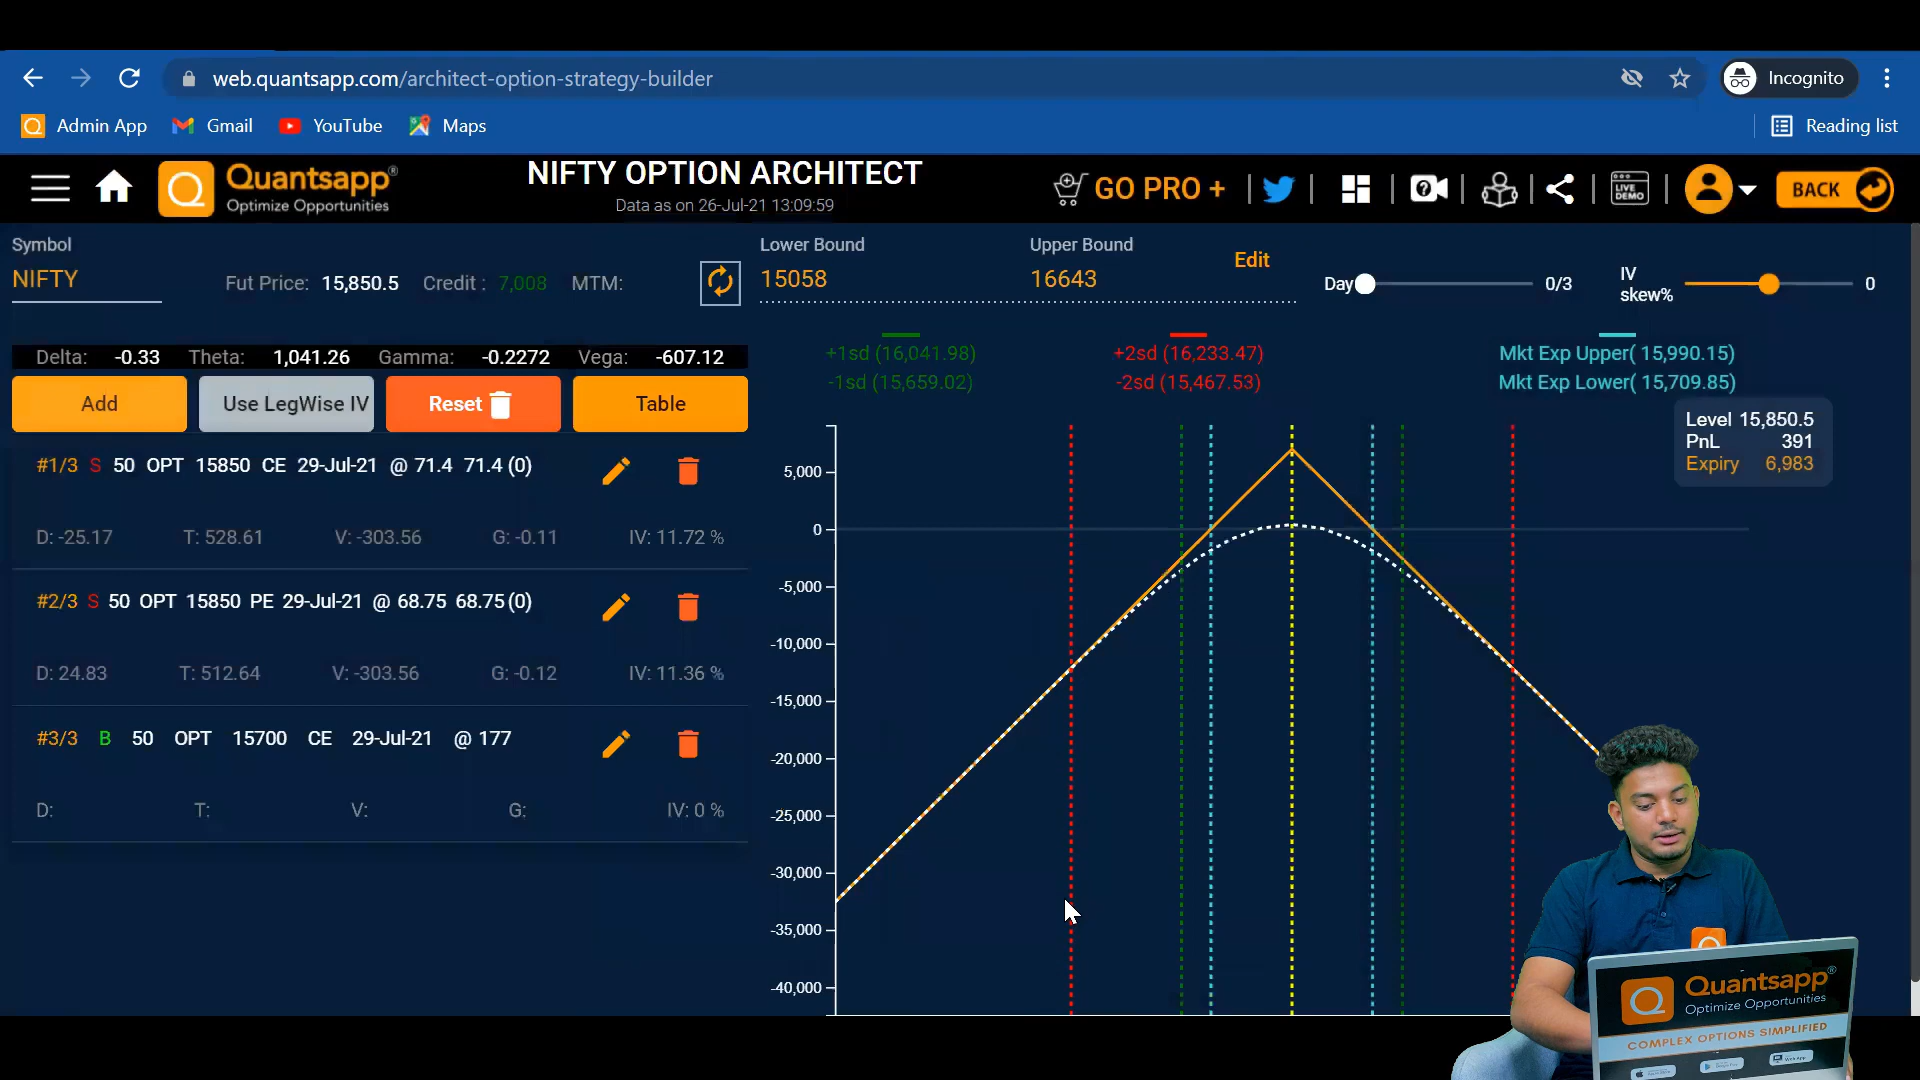 web.quantsapp.com/architect-option-strategy-builder
Incognito
Admin App
Gmail
YouTube
Maps
Reading list
Quantsapp®
Optimize Opportunities
NIFTY OPTION ARCHITECT
Data as on 26-Jul-21 13:09:59
GO PRO +
LIVE DEMO
BACK
Symbol
NIFTY
Fut Price: 15,850.5 Credit : 7,008 MTM:
Lower Bound
15058
Upper Bound
16643
Edit
Day 0/3
IV skew% 0
Delta: -0.33 Theta: 1,041.26 Gamma: -0.2272 Vega: -607.12
Add
Use LegWise IV
Reset
Table
#1/3 S 50 OPT 15850 CE 29-Jul-21 @ 71.4 71.4 (0)
D: -25.17 T: 528.61 V: -303.56 G: -0.11 IV: 11.72 %
#2/3 S 50 OPT 15850 PE 29-Jul-21 @ 68.75 68.75 (0)
D: 24.83 T: 512.64 V: -303.56 G: -0.12 IV: 11.36 %
#3/3 B 50 OPT 15700 CE 29-Jul-21 @ 177
D: T: V: G: IV: 0 %
+1sd (16,041.98)
-1sd (15,659.02)
+2sd (16,233.47)
-2sd (15,467.53)
Mkt Exp Upper( 15,990.15)
Mkt Exp Lower( 15,709.85)
Level 15,850.5
PnL 391
Expiry 6,983
5,000
0
-5,000
-10,000
-15,000
-20,000
-25,000
-30,000
-35,000
-40,000
Quantsapp®
Optimize Opportunities
COMPLEX OPTIONS SIMPLIFIED